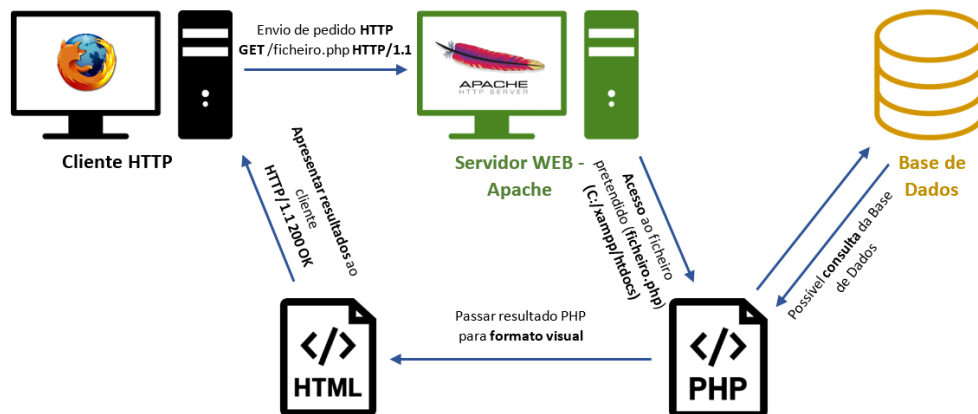 Envio de pedido HTTP
GET /ficheiro.php HTTP/1.1
APACHE
HTTP SERVER
Cliente HTTP
Servidor WEB -
Apache
Base de
Dados
Apresentar resultados ao
cliente
HTTP/1.1 200 OK
Acesso ao ficheiro
pretendido (ficheiro.php)
(C:/xampp/htdocs)
Possível consulta da Base
de Dados
Passar resultado PHP
para formato visual
</>
HTML
</>
PHP